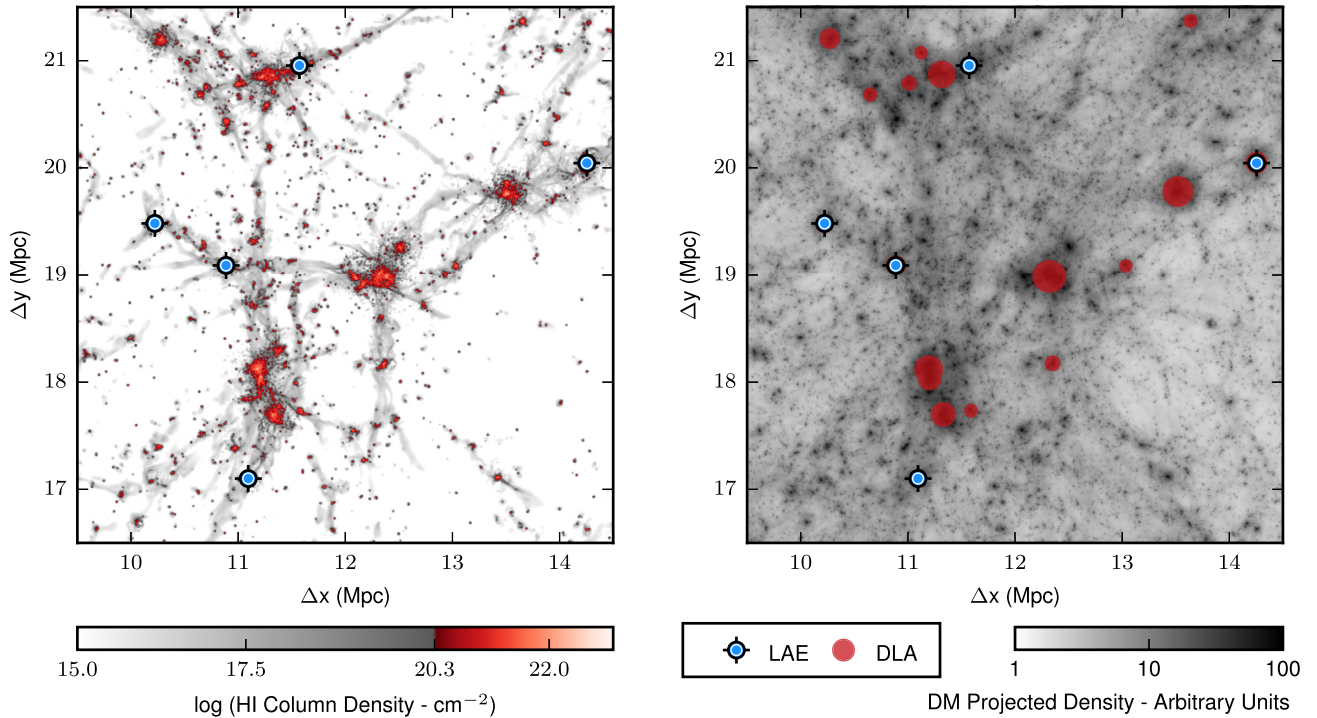 21
20
19
18
17
Δy (Mpc)
10 11 12 13 14
Δx (Mpc)
15.0 17.5 20.3 22.0
log (HI Column Density - cm⁻²)
21
20
19
18
17
Δy (Mpc)
10 11 12 13 14
Δx (Mpc)
LAE DLA
1 10 100
DM Projected Density - Arbitrary Units